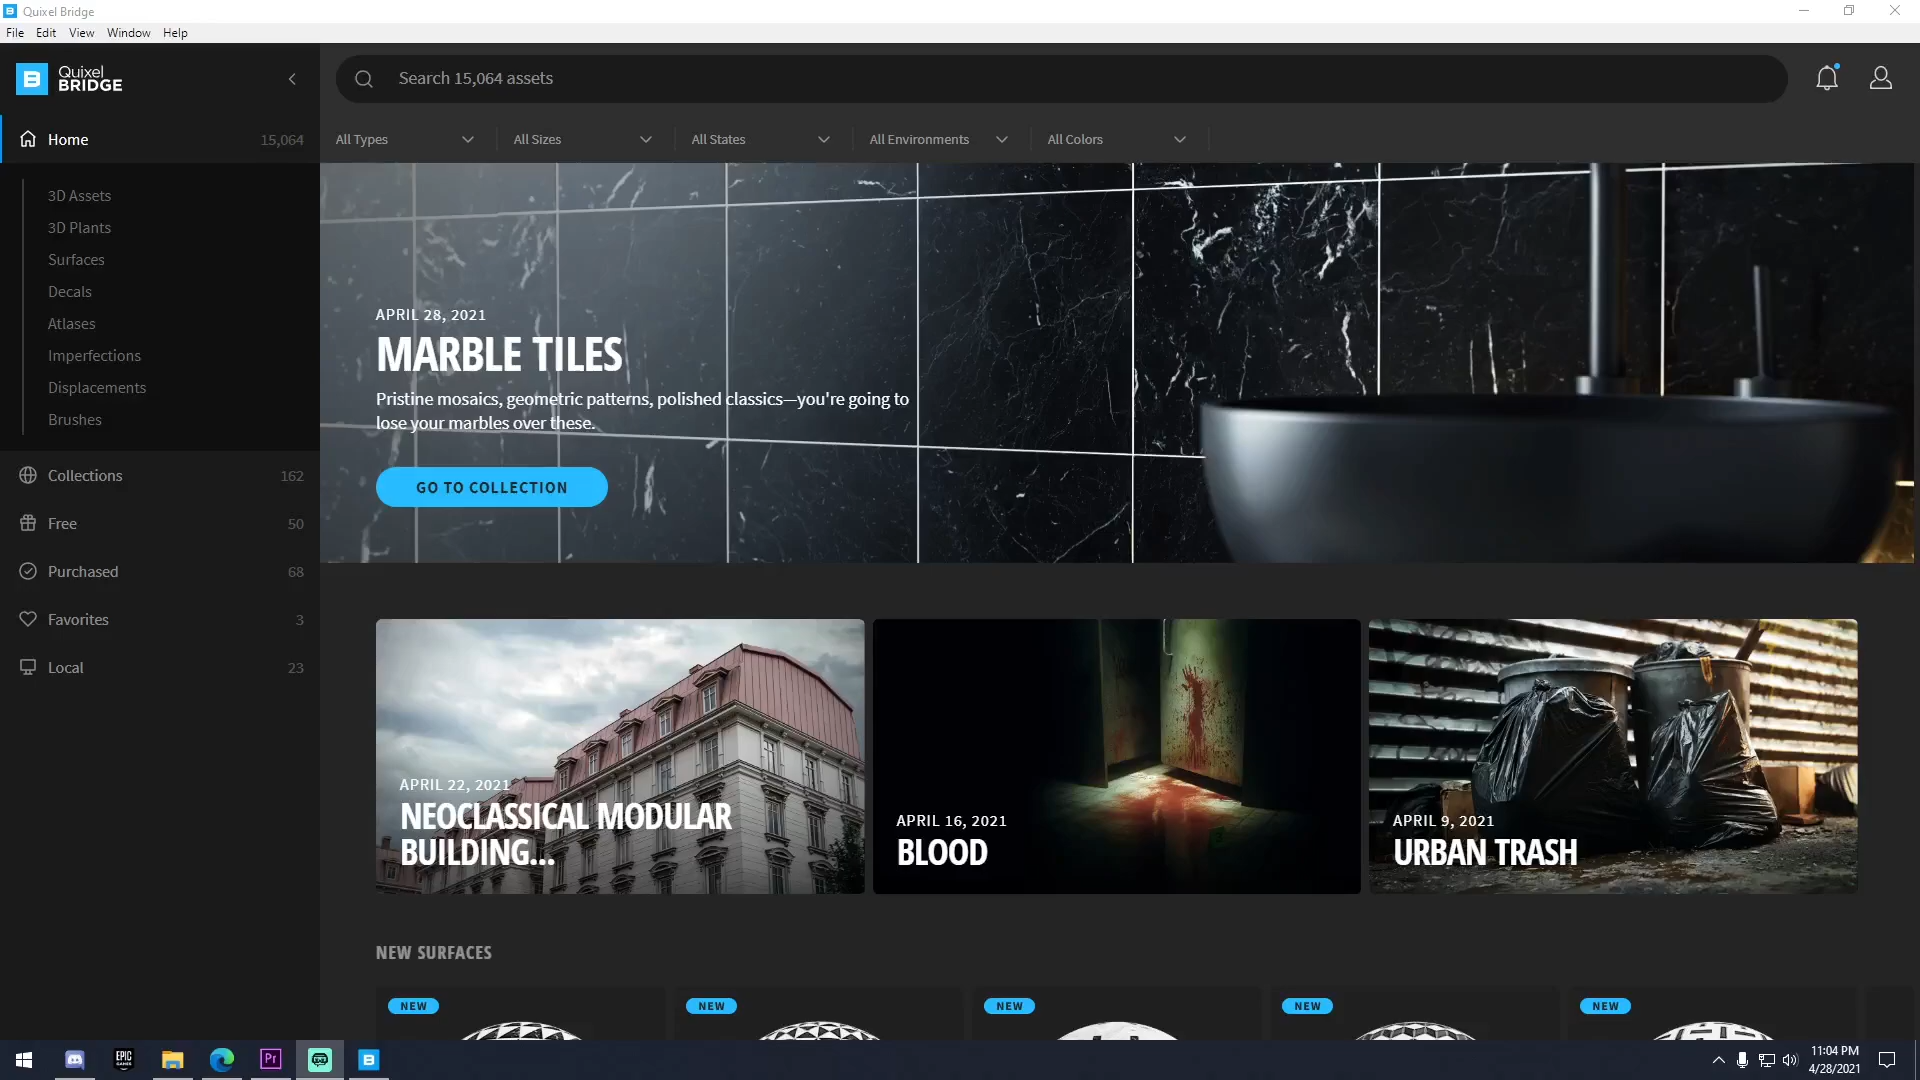 Quixel Bridge
File Edit View Window Help
Quixel
BRIDGE
Search 15,064 assets
Home 15,064
All Types All Sizes All States All Environments All Colors
3D Assets
3D Plants
Surfaces
Decals
Atlases
Imperfections
Displacements
Brushes
Collections 162
Free 50
Purchased 68
Favorites 3
Local 23
APRIL 28, 2021
MARBLE TILES
Pristine mosaics, geometric patterns, polished classics—you're going to
lose your marbles over these.
GO TO COLLECTION
APRIL 22, 2021
NEOCLASSICAL MODULAR
BUILDING...
APRIL 16, 2021
BLOOD
APRIL 9, 2021
URBAN TRASH
NEW SURFACES
NEW NEW NEW NEW NEW
EPIC
GAMES
Pr
11:04 PM
4/28/2021